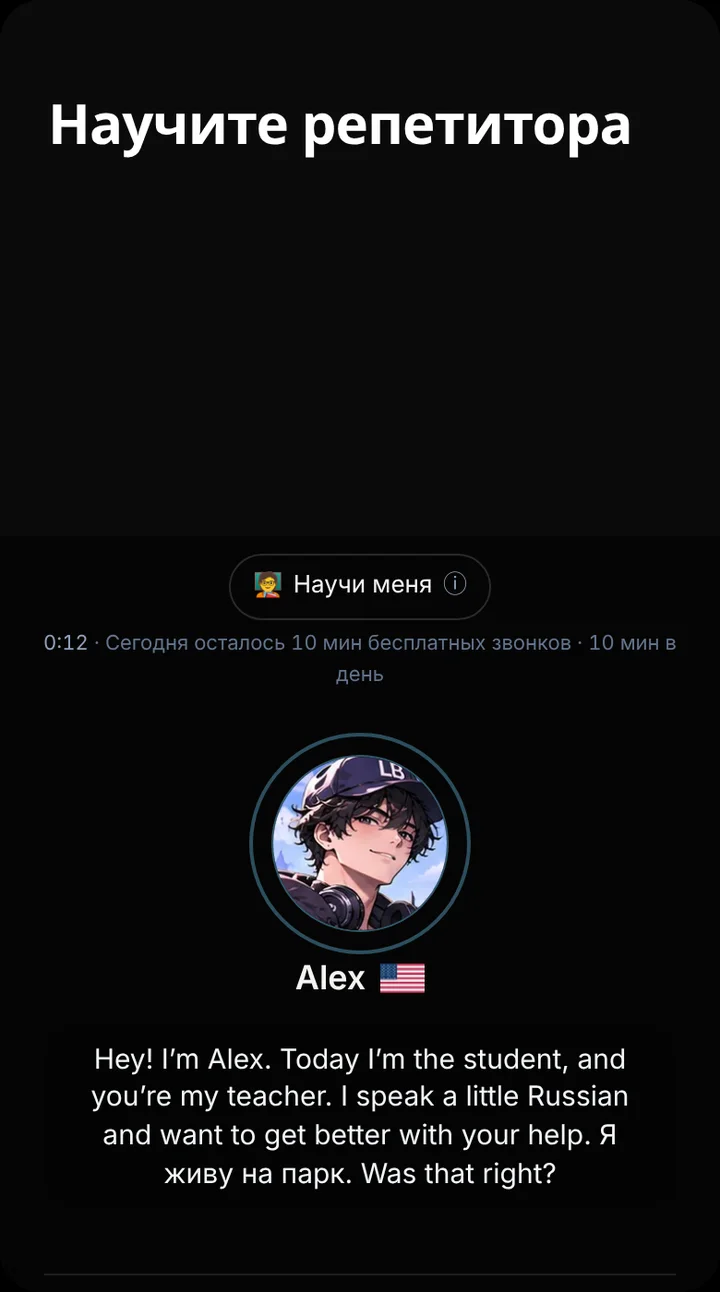 Научите репетитора
🧑‍🏫 Научи меня ⓘ
0:12 · Сегодня осталось 10 мин бесплатных звонков · 10 мин в
день
LB
Alex 🇺🇸
Hey! I’m Alex. Today I’m the student, and
you’re my teacher. I speak a little Russian
and want to get better with your help. Я
живу на парк. Was that right?